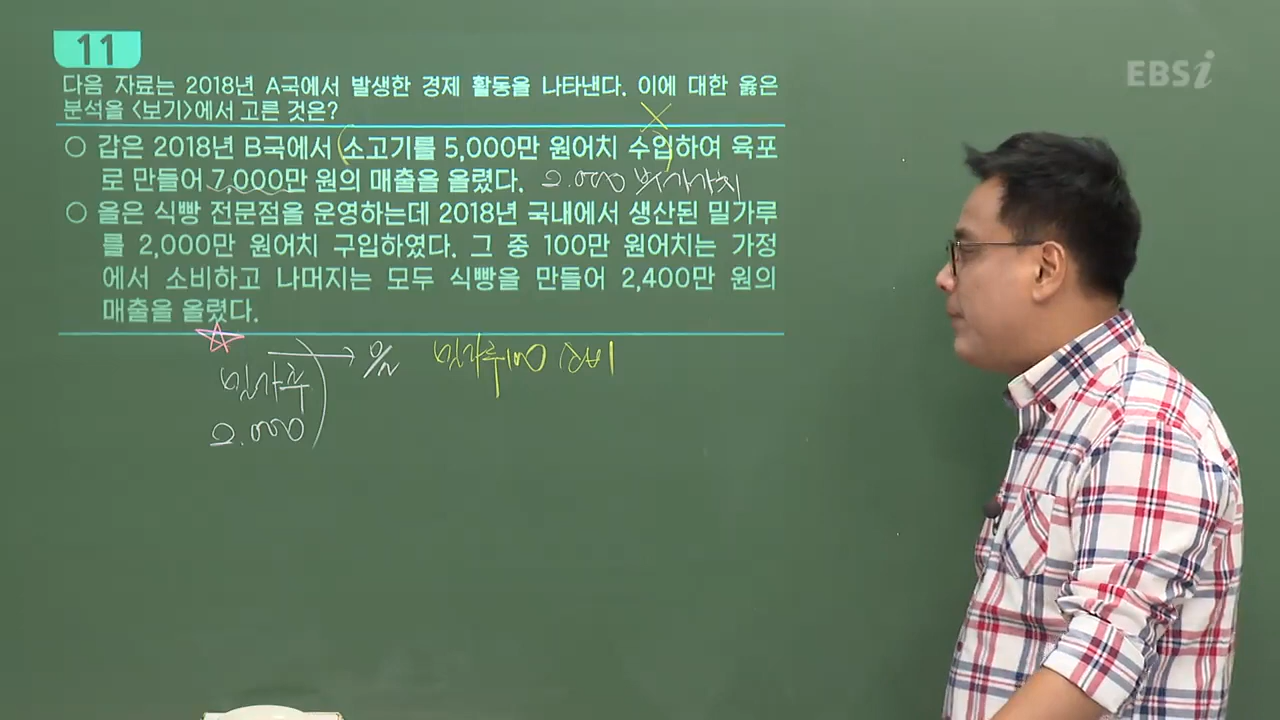 11
EBSi
다음 자료는 2018년 A국에서 발생한 경제 활동을 나타낸다. 이에 대한 옳은
분석을 <보기>에서 고른 것은?
○ 갑은 2018년 B국에서 소고기를 5,000만 원어치 수입하여 육포
로 만들어 7,000만 원의 매출을 올렸다. 2.000 부가가치
○ 을은 식빵 전문점을 운영하는데 2018년 국내에서 생산된 밀가루
를 2,000만 원어치 구입하였다. 그 중 100만 원어치는 가정
에서 소비하고 나머지는 모두 식빵을 만들어 2,400만 원의
매출을 올렸다.
밀가루 → 을 밀가루100 소비
2.000